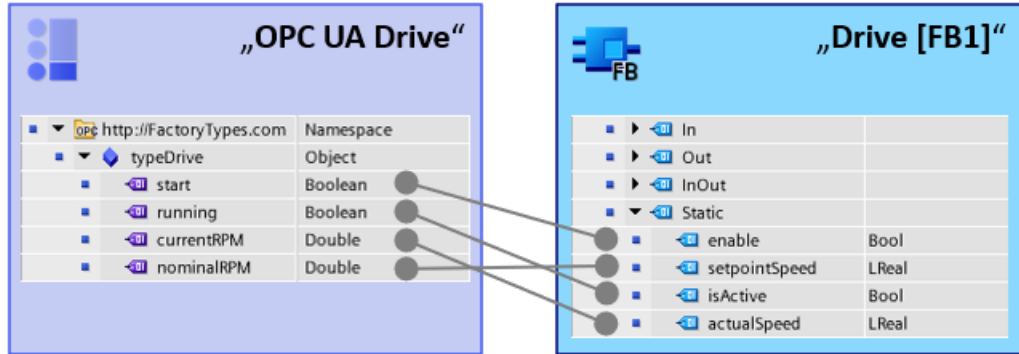 „OPC UA Drive“
http://FactoryTypes.com Namespace
typeDrive Object
start Boolean
running Boolean
currentRPM Double
nominalRPM Double
„Drive [FB1]“
FB
In
Out
InOut
Static
enable Bool
setpointSpeed LReal
isActive Bool
actualSpeed LReal